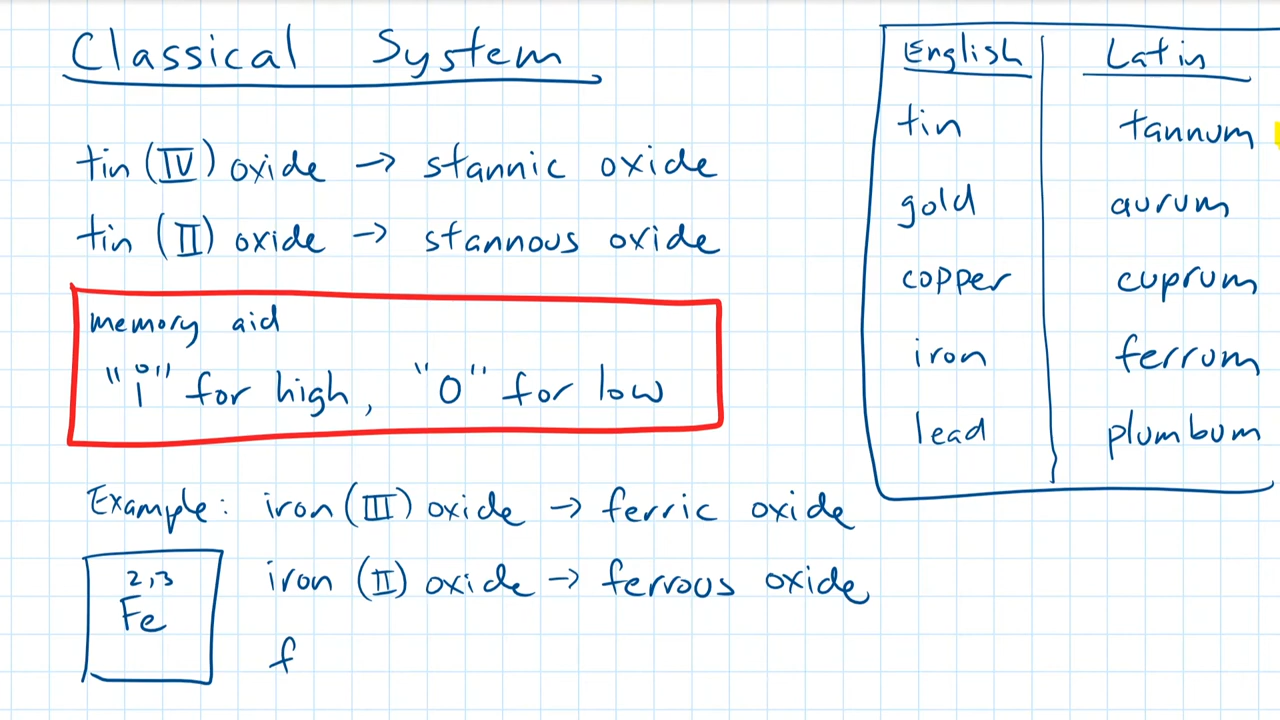 Classical System
tin (IV) oxide → stannic oxide
tin (II) oxide → stannous oxide
memory aid
"i" for high, "o" for low
Example: iron (III) oxide → ferric oxide
iron (II) oxide → ferrous oxide
f
2,3
Fe
English Latin
tin tannum
gold aurum
copper cuprum
iron ferrum
lead plumbum